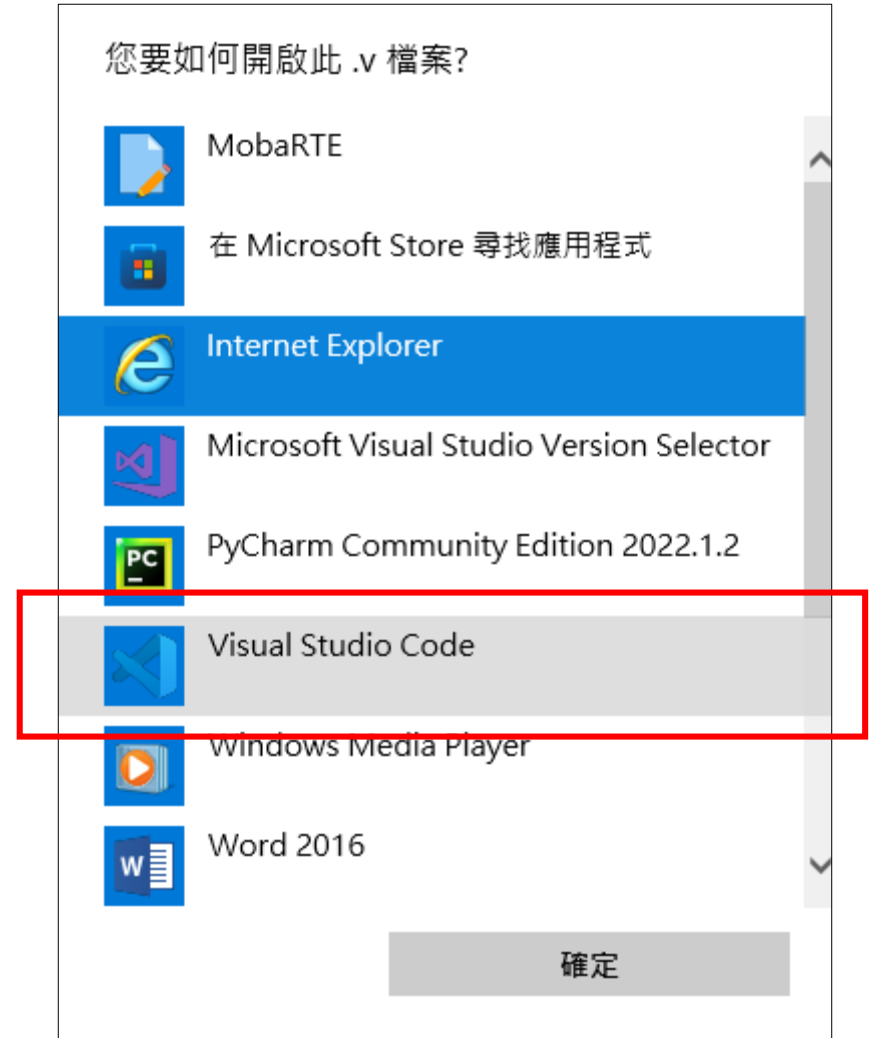 您要如何開啟此 .v 檔案?
MobaRTE
在 Microsoft Store 尋找應用程式
Internet Explorer
Microsoft Visual Studio Version Selector
PC
PyCharm Community Edition 2022.1.2
Visual Studio Code
Windows Media Player
W
Word 2016
確定